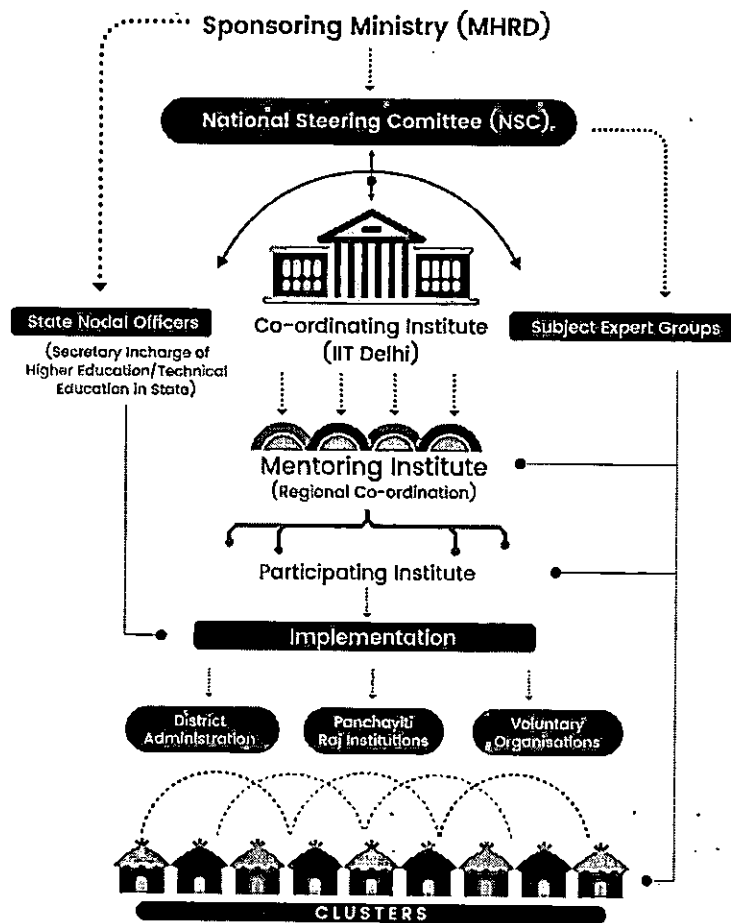 Sponsoring Ministry (MHRD)
National Steering Comittee (NSC)
State Nodal Officers
(Secretary Incharge of
Higher Education/Technical
Education in State)
Co-ordinating Institute
(IIT Delhi)
Subject Expert Groups
Mentoring Institute
(Regional Co-ordination)
Participating Institute
Implementation
District
Administration
Panchayiti
Raj Institutions
Voluntary
Organisations
CLUSTERS